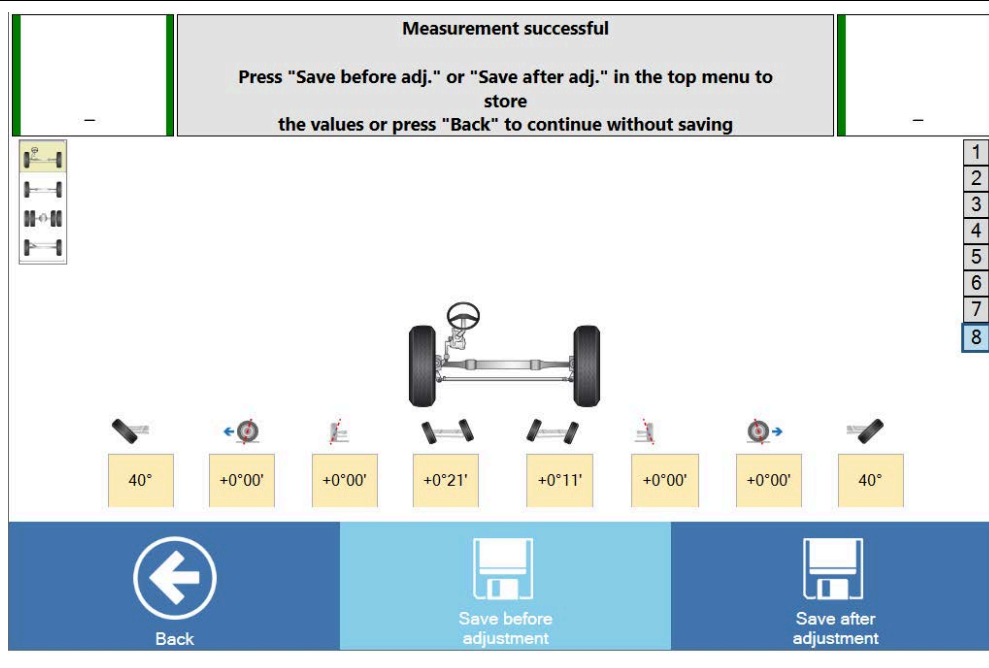 Measurement successful
Press "Save before adj." or "Save after adj." in the top menu to
store
the values or press "Back" to continue without saving
–
–
1
2
3
4
5
6
7
8
40°
+0°00'
+0°00'
+0°21'
+0°11'
+0°00'
+0°00'
40°
Back
Save before
adjustment
Save after
adjustment